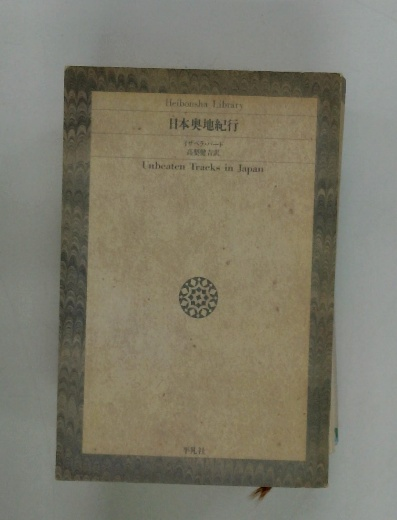 Heibonsha Library
日本奥地紀行
イザベラ・バード
高梨健吉訳
Unbeaten Tracks in Japan
平凡社